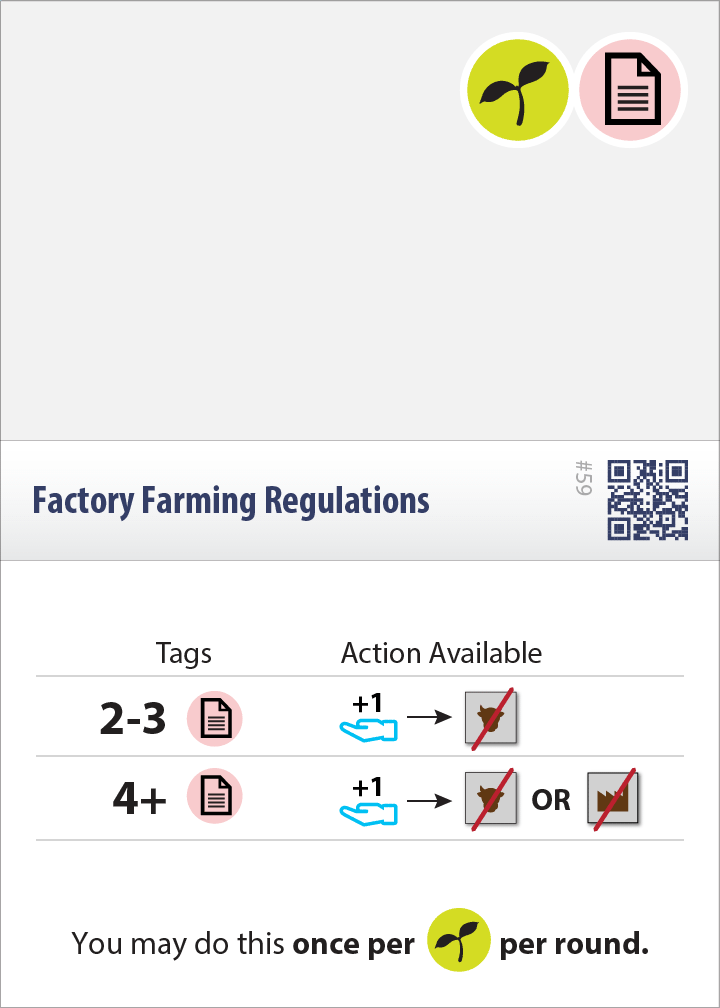 Factory Farming Regulations
#59
Tags Action Available
2-3 +1
4+ +1 OR
You may do this once per per round.